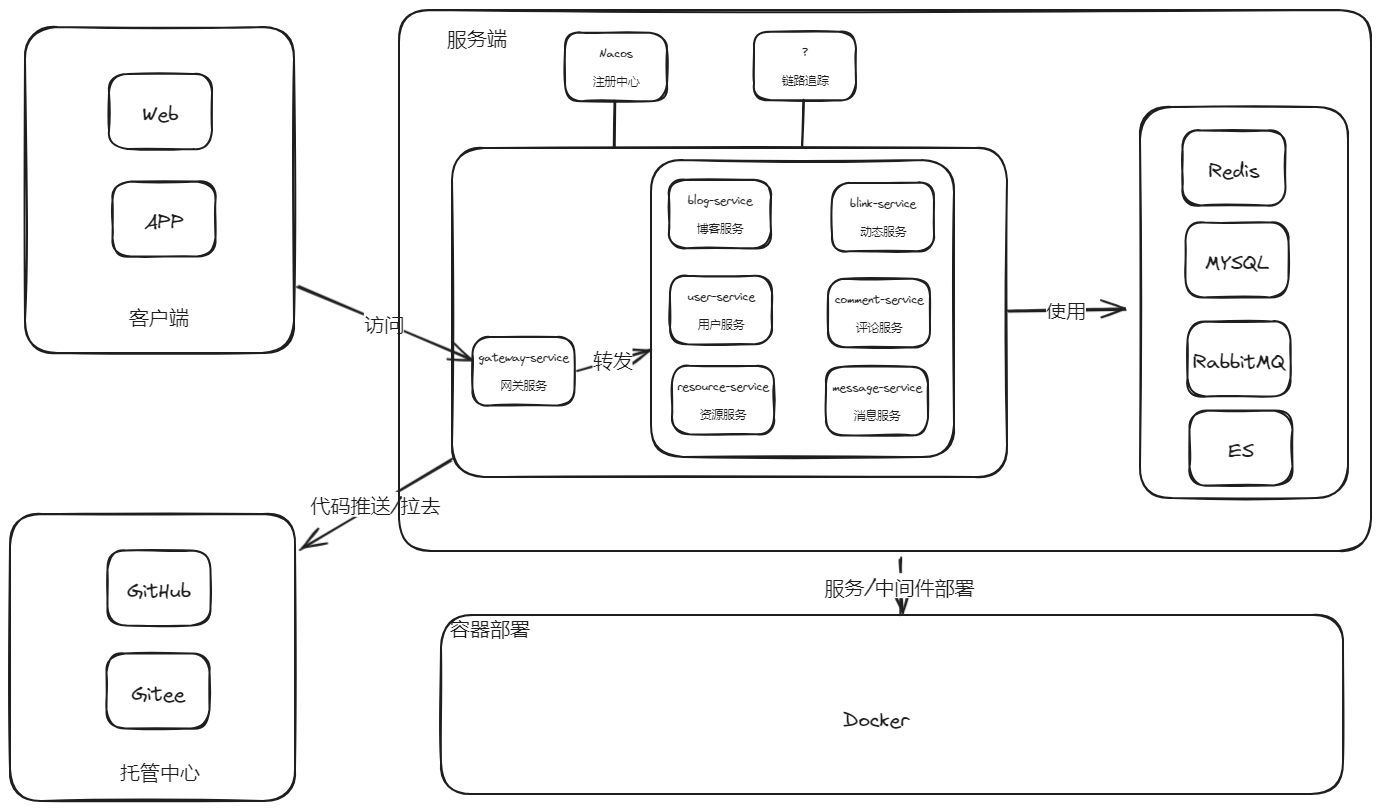 服务端
Nacos
注册中心
?
链路追踪
Web
APP
客户端
访问
gateway-service
网关服务
转发
blog-service
博客服务
blink-service
动态服务
user-service
用户服务
comment-service
评论服务
resource-service
资源服务
message-service
消息服务
使用
Redis
MYSQL
RabbitMQ
ES
代码推送/拉去
GitHub
Gitee
托管中心
服务/中间件部署
容器部署
Docker